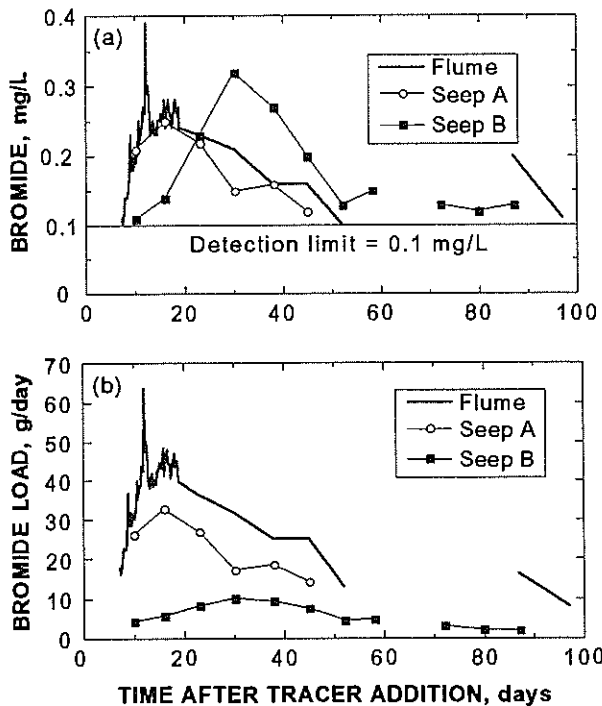 (a)
BROMIDE, mg/L
0.4
0.3
0.2
0.1
0
Flume
Seep A
Seep B
Detection limit = 0.1 mg/L
0 20 40 60 80 100
(b)
BROMIDE LOAD, g/day
70
60
50
40
30
20
10
0
Flume
Seep A
Seep B
0 20 40 60 80 100
TIME AFTER TRACER ADDITION, days